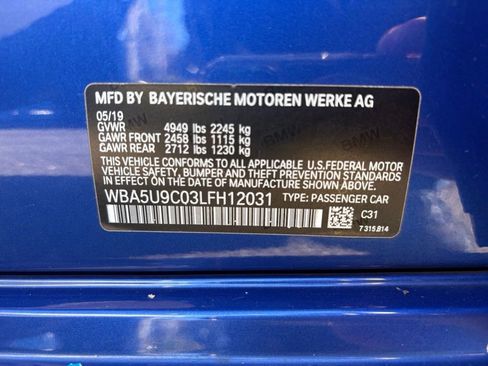 MFD BY BAYERISCHE MOTOREN WERKE AG
05/19
GVWR 4949 lbs 2245 kg
GAWR FRONT 2458 lbs 1115 kg
GAWR REAR 2712 lbs 1230 kg
THIS VEHICLE CONFORMS TO ALL APPLICABLE U.S.FEDERAL MOTOR
VEHICLE SAFETY, BUMPER AND THEFT PREVENTION
STANDARDS IN EFFECT ON THE DATE OF MANUFACTURE SHOWN ABOVE.
WBA5U9C03LFH12031 TYPE: PASSENGER CAR
C31
7 315.814